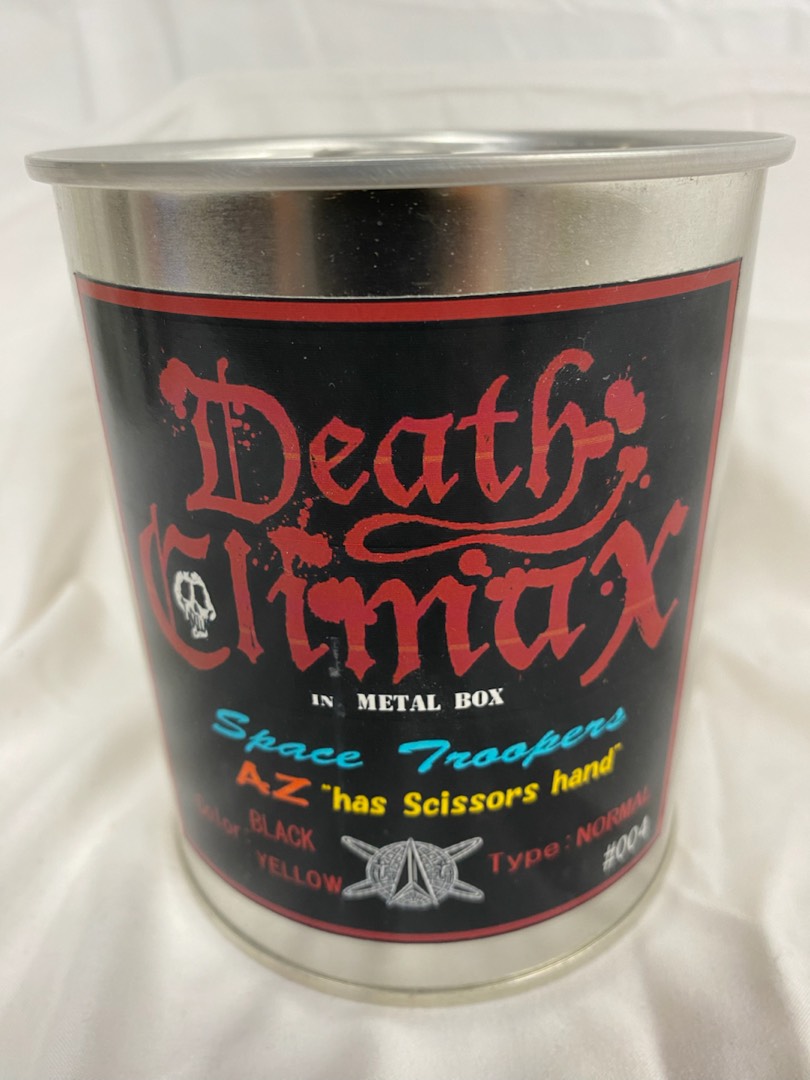 Death
Climax
IN METAL BOX
Space Troopers
AZ "has Scissors hand"
Color: BLACK
YELLOW
Type: NORMAL
#004